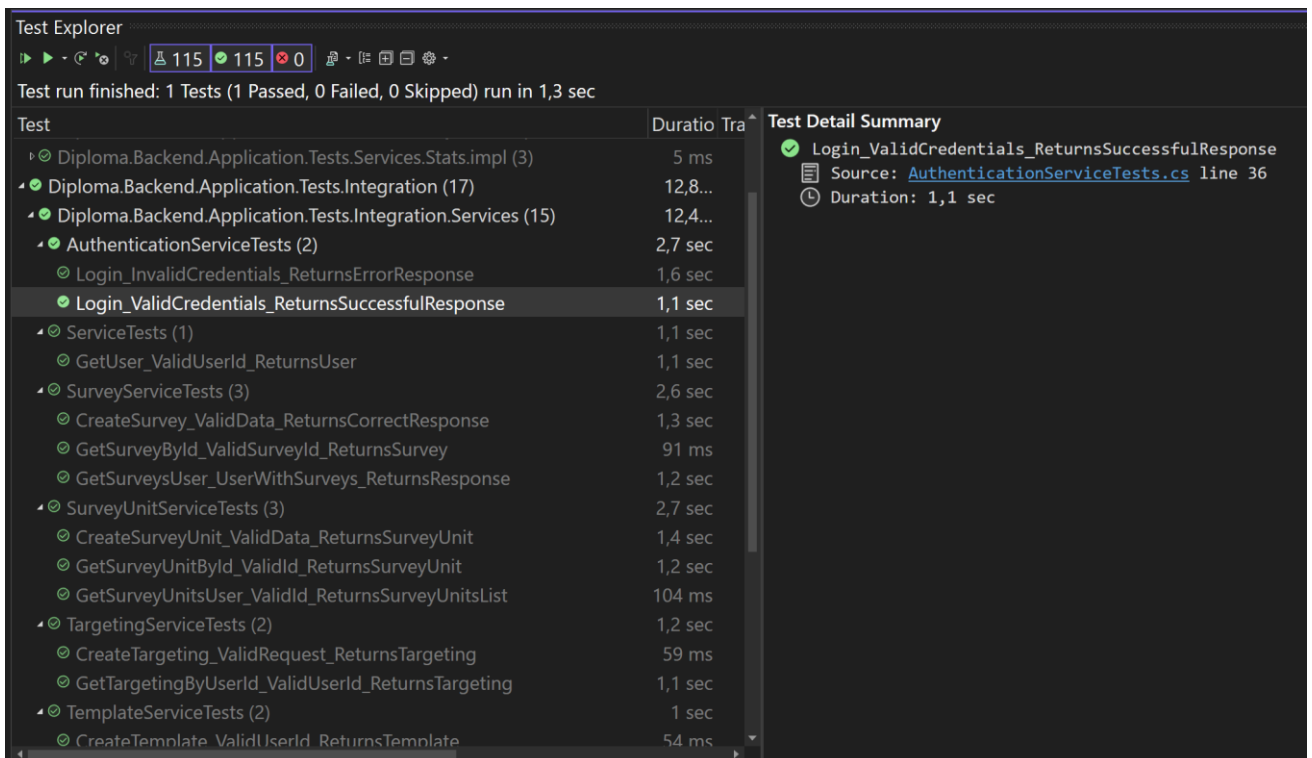 Test Explorer
115 115 0
Test run finished: 1 Tests (1 Passed, 0 Failed, 0 Skipped) run in 1,3 sec
Test Duratio Tra
Diploma.Backend.Application.Tests.Services.Stats.impl (3) 5 ms
Diploma.Backend.Application.Tests.Integration (17) 12,8...
Diploma.Backend.Application.Tests.Integration.Services (15) 12,4...
AuthenticationServiceTests (2) 2,7 sec
Login_InvalidCredentials_ReturnsErrorResponse 1,6 sec
Login_ValidCredentials_ReturnsSuccessfulResponse 1,1 sec
ServiceTests (1) 1,1 sec
GetUser_ValidUserId_ReturnsUser 1,1 sec
SurveyServiceTests (3) 2,6 sec
CreateSurvey_ValidData_ReturnsCorrectResponse 1,3 sec
GetSurveyById_ValidSurveyId_ReturnsSurvey 91 ms
GetSurveysUser_UserWithSurveys_ReturnsResponse 1,2 sec
SurveyUnitServiceTests (3) 2,7 sec
CreateSurveyUnit_ValidData_ReturnsSurveyUnit 1,4 sec
GetSurveyUnitById_ValidId_ReturnsSurveyUnit 1,2 sec
GetSurveyUnitsUser_ValidId_ReturnsSurveyUnitsList 104 ms
TargetingServiceTests (2) 1,2 sec
CreateTargeting_ValidRequest_ReturnsTargeting 59 ms
GetTargetingByUserId_ValidUserId_ReturnsTargeting 1,1 sec
TemplateServiceTests (2) 1 sec
CreateTemplate_ValidUserId_ReturnsTemplate 54 ms
Test Detail Summary
Login_ValidCredentials_ReturnsSuccessfulResponse
Source: AuthenticationServiceTests.cs line 36
Duration: 1,1 sec